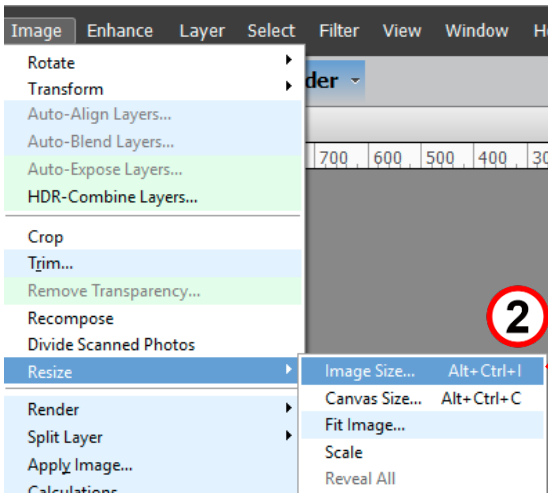 Image Enhance Layer Select Filter View Window H
Rotate
der
Transform
Auto-Align Layers...
Auto-Blend Layers...
700 600 500 400 30
Auto-Expose Layers...
HDR-Combine Layers...
Crop
Trim...
Remove Transparency...
Recompose
2
Divide Scanned Photos
Resize
Image Size... Alt+Ctrl+I
Canvas Size... Alt+Ctrl+C
Render
Fit Image...
Split Layer
Scale
Apply Image...
Reveal All
Calculations